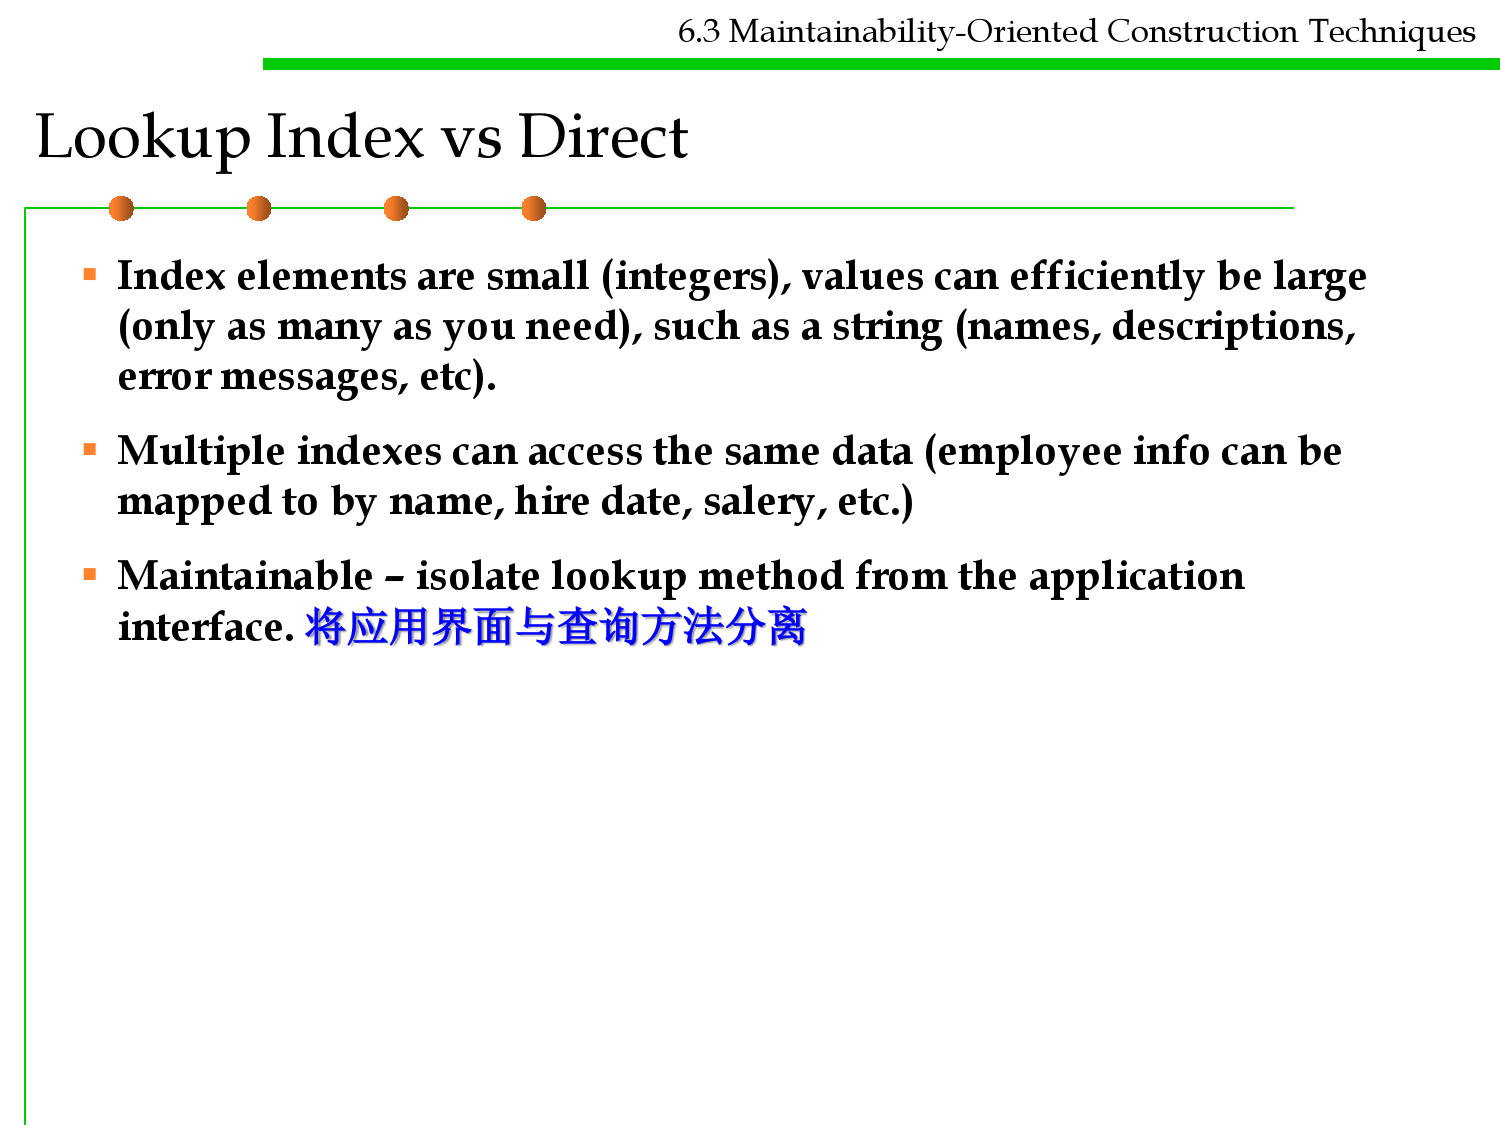 6.3 Maintainability-Oriented Construction Techniques
Lookup Index vs Direct
▪ Index elements are small (integers), values can efficiently be large
(only as many as you need), such as a string (names, descriptions,
error messages, etc).
▪ Multiple indexes can access the same data (employee info can be
mapped to by name, hire date, salery, etc.)
▪ Maintainable – isolate lookup method from the application
interface. 将应用界面与查询方法分离